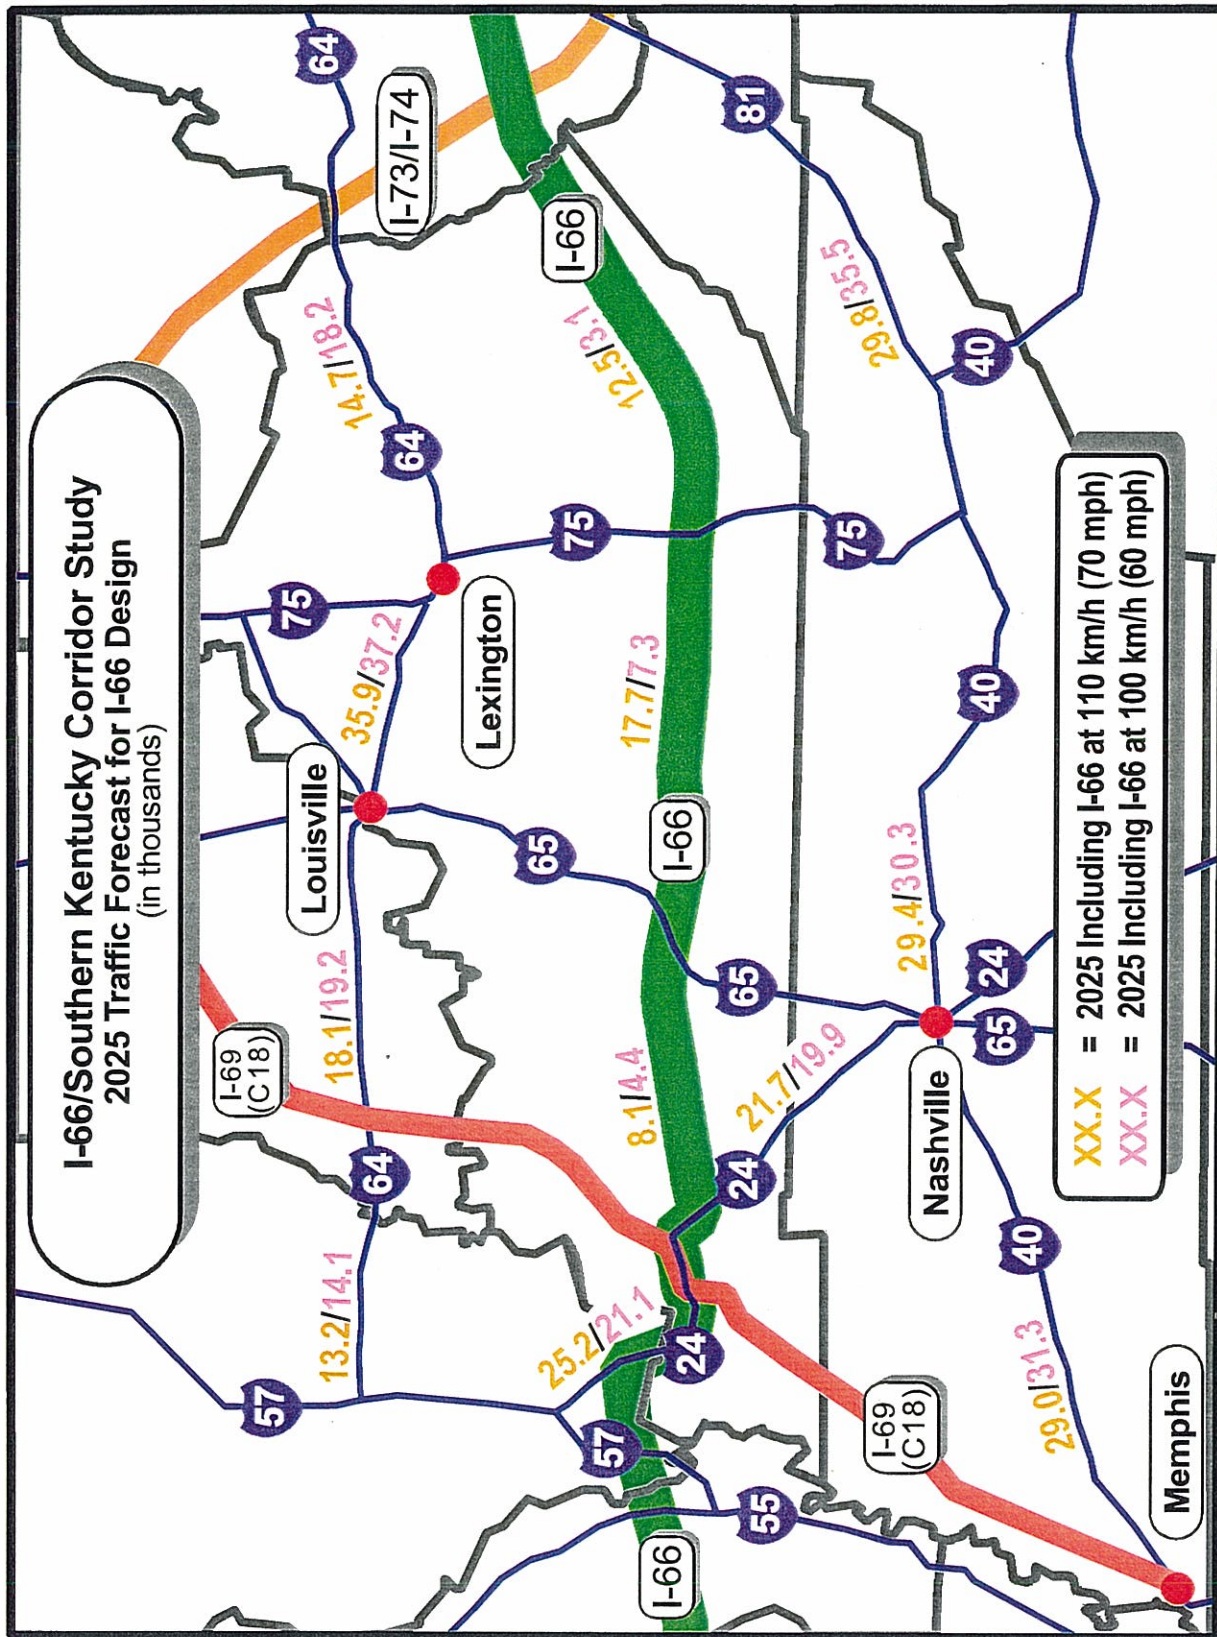 I-66/Southern Kentucky Corridor Study
2025 Traffic Forecast for I-66 Design
(in thousands)
57
13.2/14.1
64
18.1/19.2
I-69
(C18)
Louisville
35.9/37.2
75
Lexington
64
14.7/18.2
I-73/I-74
64
57
25.2/21.1
24
8.1/4.4
24
65
65
I-66
17.7/7.3
75
75
12.5/3.1
I-66
81
I-66
55
I-69
(C18)
21.7/19.9
Nashville
65
24
29.4/30.3
40
29.8/35.5
40
Memphis
29.0/31.3
40
XX.X = 2025 Including I-66 at 110 km/h (70 mph)
XX.X = 2025 Including I-66 at 100 km/h (60 mph)